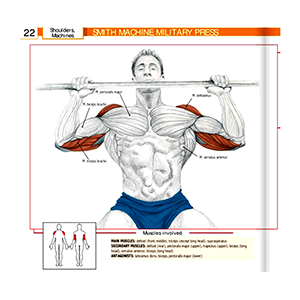 22
Shoulders,
Machines
SMITH MACHINE MILITARY PRESS
M. pectoralis major
M. deltoideus
M. biceps brachii
M. triceps brachii
M. serratus anterior
Muscles involved
MAIN MUSCLES: deltoid (front, middle), triceps (except long head), supraspinatus
SECONDARY MUSCLES: deltoid (rear), pectoralis major (upper), trapezius (upper), biceps (long
head), serratus anterior, triceps (long head)
ANTAGONISTS: latissimus dorsi, biceps, pectoralis major (lower)